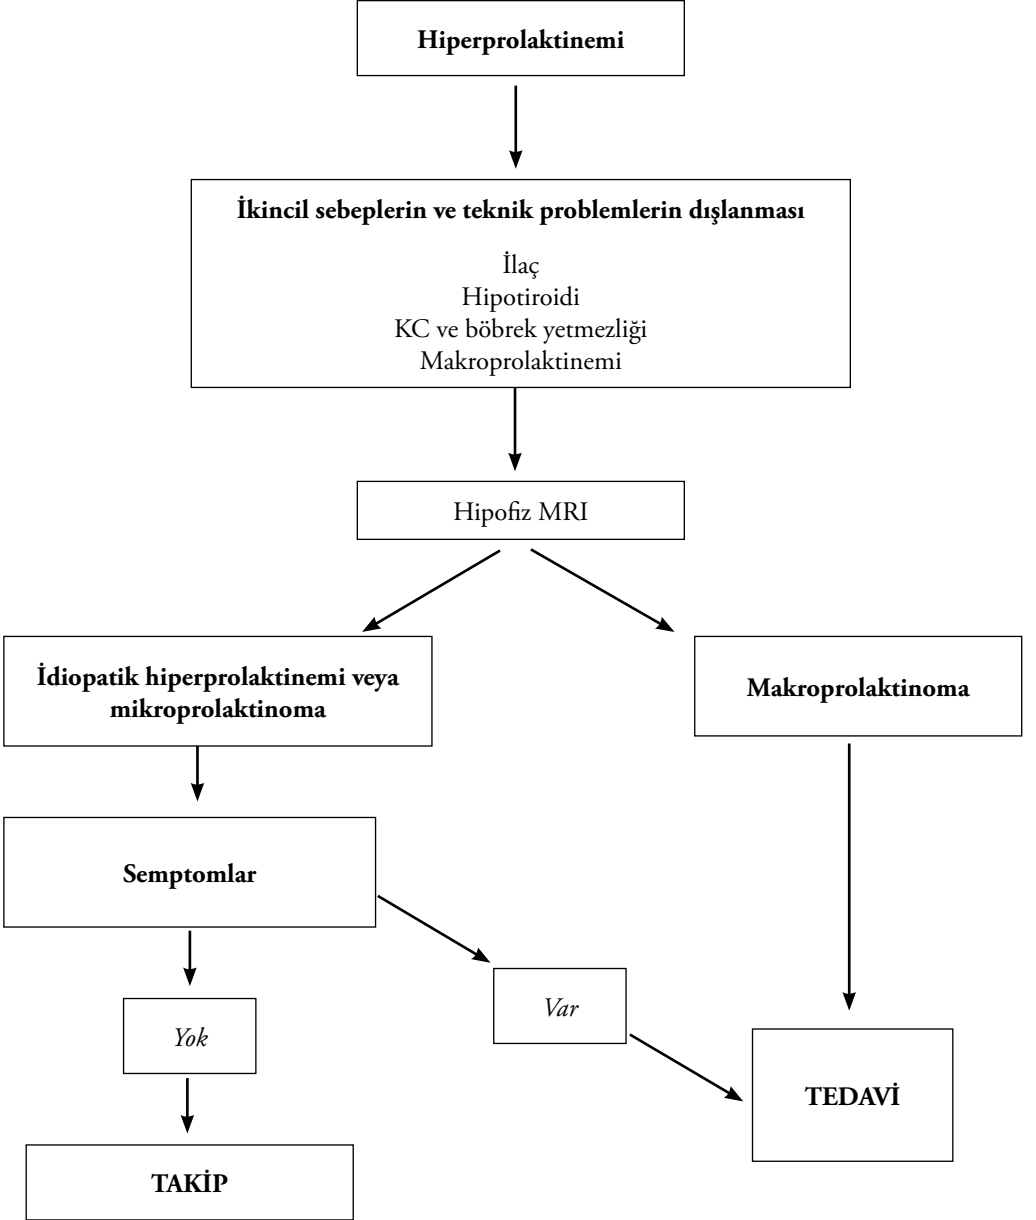 Hiperprolaktinemi
İkincil sebeplerin ve teknik problemlerin dışlanması
İlaç
Hipotiroidi
KC ve böbrek yetmezliği
Makroprolaktinemi
Hipofiz MRI
İdiopatik hiperprolaktinemi veya
mikroprolaktinoma
Makroprolaktinoma
Semptomlar
Var
Yok
TEDAVİ
TAKİP